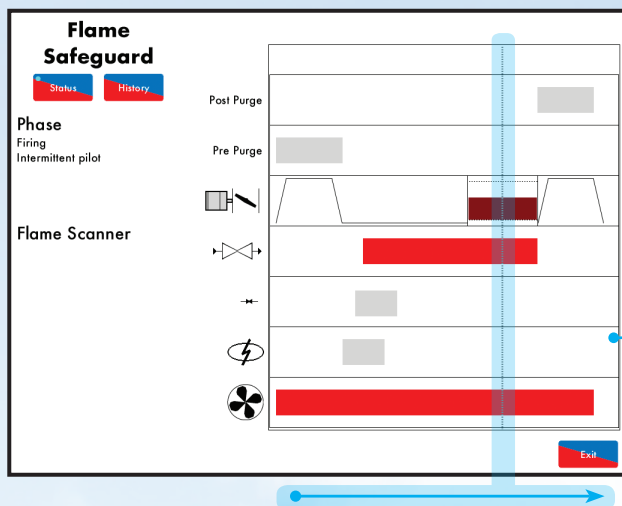 Flame
Safeguard
Status
History
Phase
Firing
Intermittent pilot
Flame Scanner
Post Purge
Pre Purge
Exit